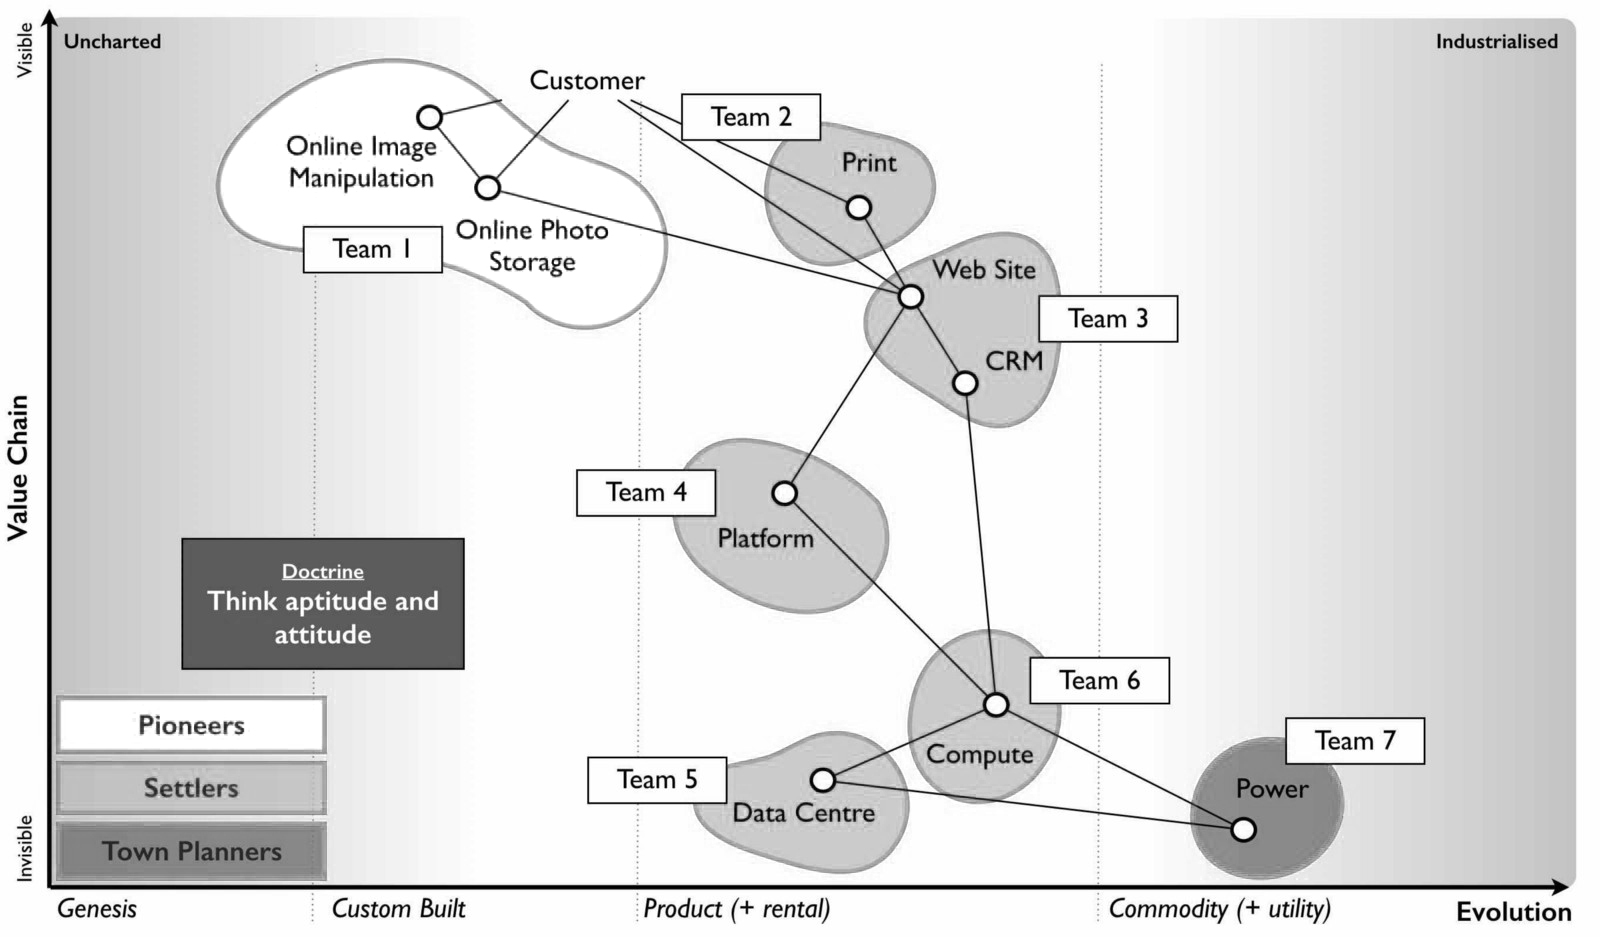 Visible
Uncharted
Industrialised
Customer
Team 2
Online Image
Manipulation
Print
Team 1
Online Photo
Storage
Web Site
Team 3
CRM
Value Chain
Team 4
Platform
Doctrine
Think aptitude and
attitude
Team 6
Pioneers
Team 7
Compute
Settlers
Team 5
Power
Data Centre
Town Planners
Invisible
Genesis
Custom Built
Product (+ rental)
Commodity (+ utility)
Evolution